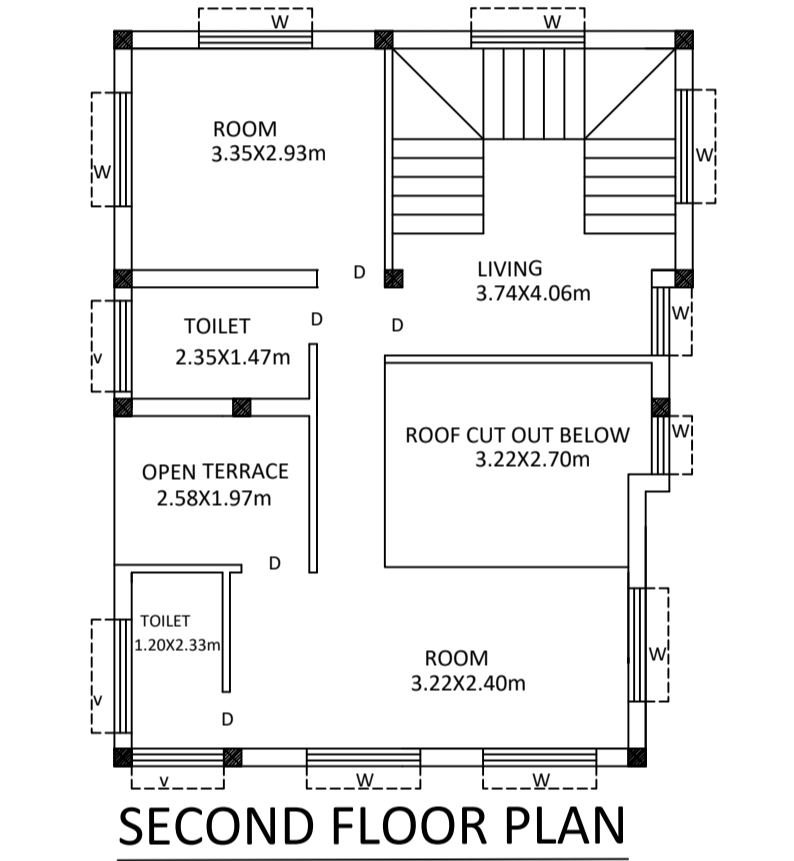 W
W
ROOM
3.35X2.93m
W
W
D
LIVING
3.74X4.06m
W
D
D
TOILET
2.35X1.47m
v
W
ROOF CUT OUT BELOW
3.22X2.70m
OPEN TERRACE
2.58X1.97m
D
TOILET
1.20X2.33m
ROOM
3.22X2.40m
W
v
D
v
W
W
SECOND FLOOR PLAN